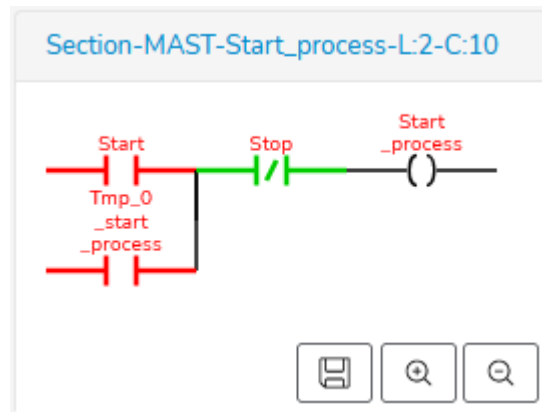 Section-MAST-Start_process-L:2-C:10
Start
Stop
Start
_process
Tmp_0
_start
_process